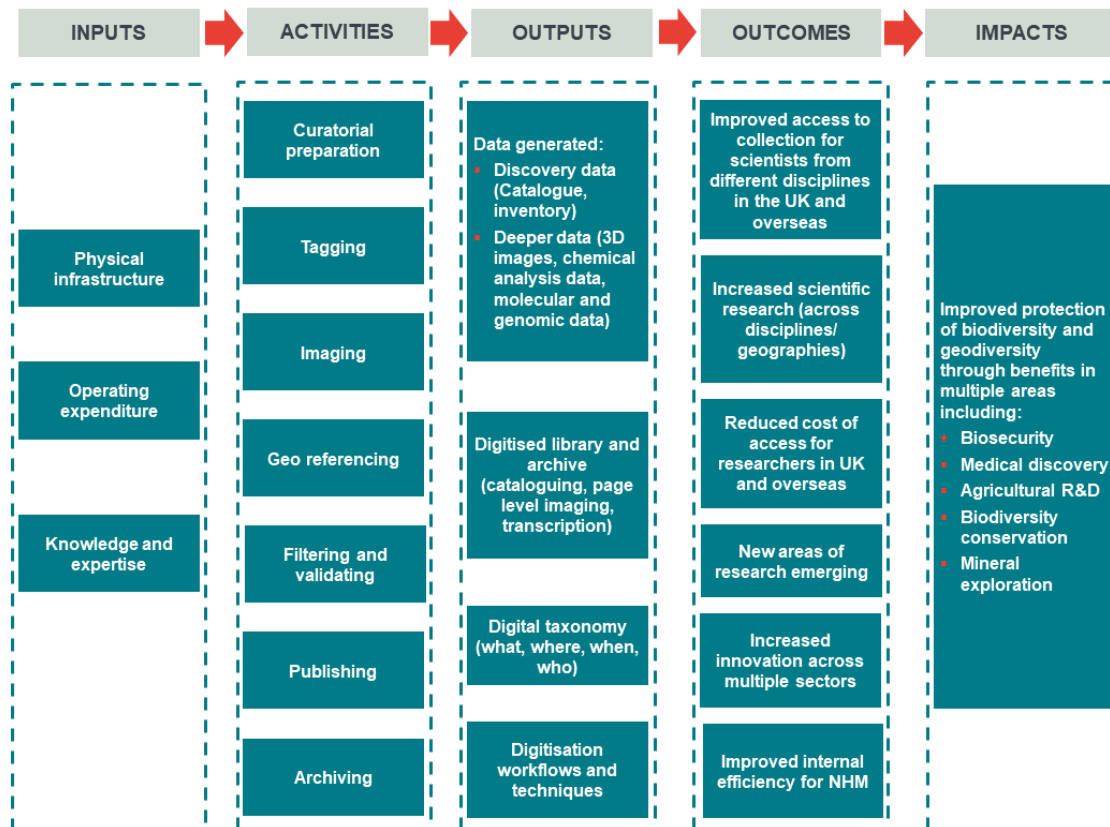 INPUTS
ACTIVITIES
OUTPUTS
OUTCOMES
IMPACTS
Physical
infrastructure
Operating
expenditure
Knowledge and
expertise
Curatorial
preparation
Tagging
Imaging
Geo referencing
Filtering and
validating
Publishing
Archiving
Data generated:
▪ Discovery data
(Catalogue,
inventory)
▪ Deeper data (3D
images, chemical
analysis data,
molecular and
genomic data)
Digitised library and
archive
(cataloguing, page
level imaging,
transcription)
Digital taxonomy
(what, where, when,
who)
Digitisation
workflows and
techniques
Improved access to
collection for
scientists from
different disciplines
in the UK and
overseas
Increased scientific
research (across
disciplines/
geographies)
Reduced cost of
access for
researchers in UK
and overseas
New areas of
research emerging
Increased
innovation across
multiple sectors
Improved internal
efficiency for NHM
Improved protection
of biodiversity and
geodiversity
through benefits in
multiple areas
including:
▪ Biosecurity
▪ Medical discovery
▪ Agricultural R&D
▪ Biodiversity
conservation
▪ Mineral
exploration